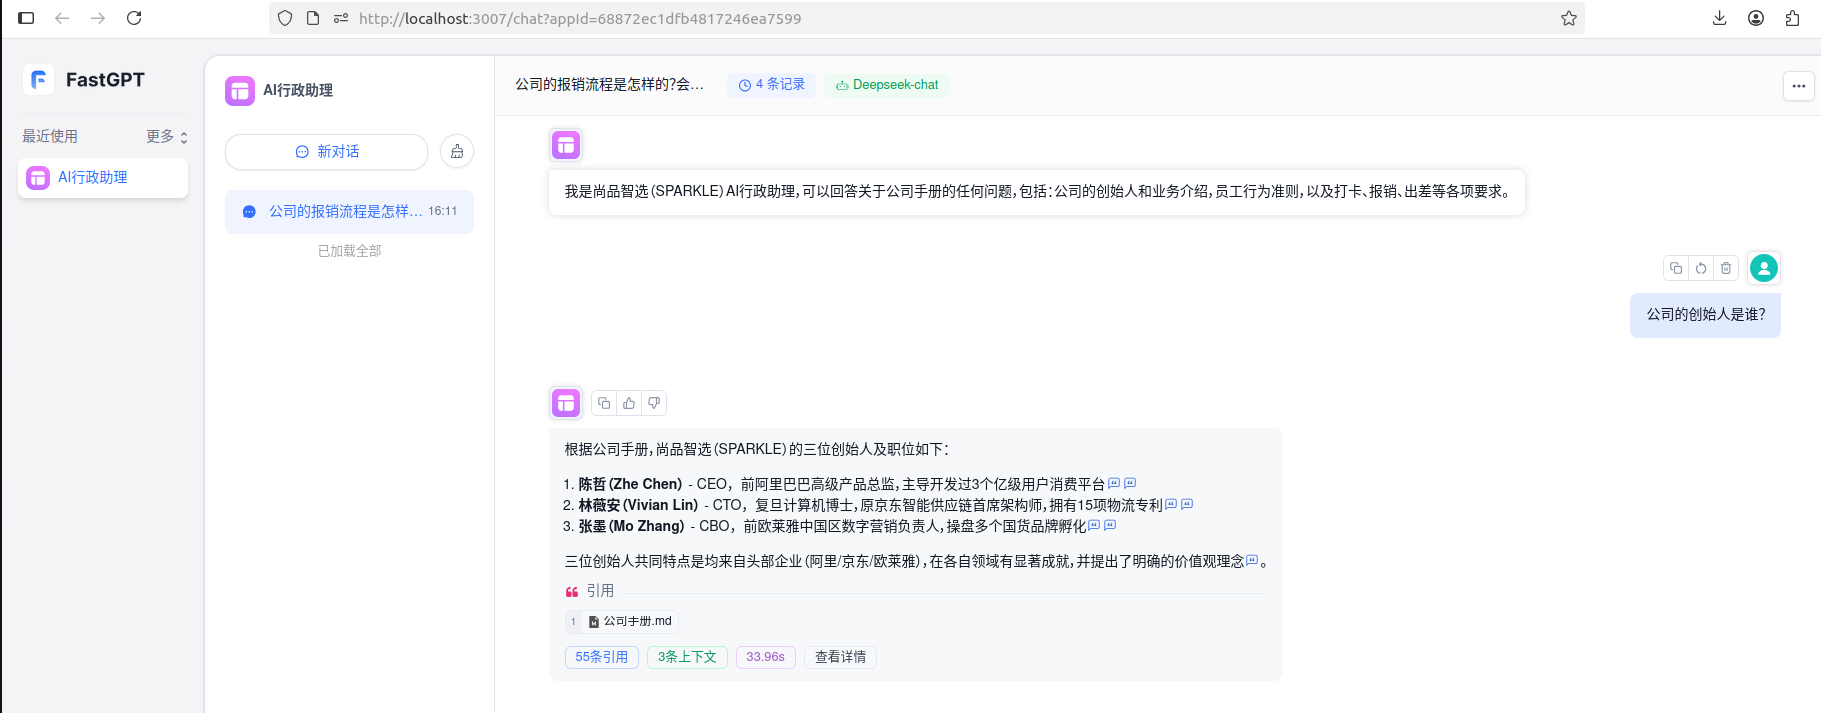 http://localhost:3007/chat?appId=68872ec1dfb4817246ea7599
FastGPT
最近使用 更多
AI行政助理
AI行政助理
新对话
公司的报销流程是怎样... 16:11
已加载全部
公司的报销流程是怎样的?会... 4 条记录 Deepseek-chat
我是尚品智选（SPARKLE）AI行政助理，可以回答关于公司手册的任何问题，包括：公司的创始人和业务介绍，员工行为准则，以及打卡、报销、出差等各项要求。
公司的创始人是谁？
根据公司手册，尚品智选（SPARKLE）的三位创始人及职位如下：
1. 陈哲（Zhe Chen） - CEO，前阿里巴巴高级产品总监，主导开发过3个亿级用户消费平台
2. 林薇安（Vivian Lin） - CTO，复旦计算机博士，原京东智能供应链首席架构师，拥有15项物流专利
3. 张墨（Mo Zhang） - CBO，前欧莱雅中国区数字营销负责人，操盘多个国货品牌孵化
三位创始人共同特点是均来自头部企业（阿里/京东/欧莱雅），在各自领域有显著成就，并提出了明确的价值观理念。
引用
1 公司手册.md
55条引用 3条上下文 33.96s 查看详情